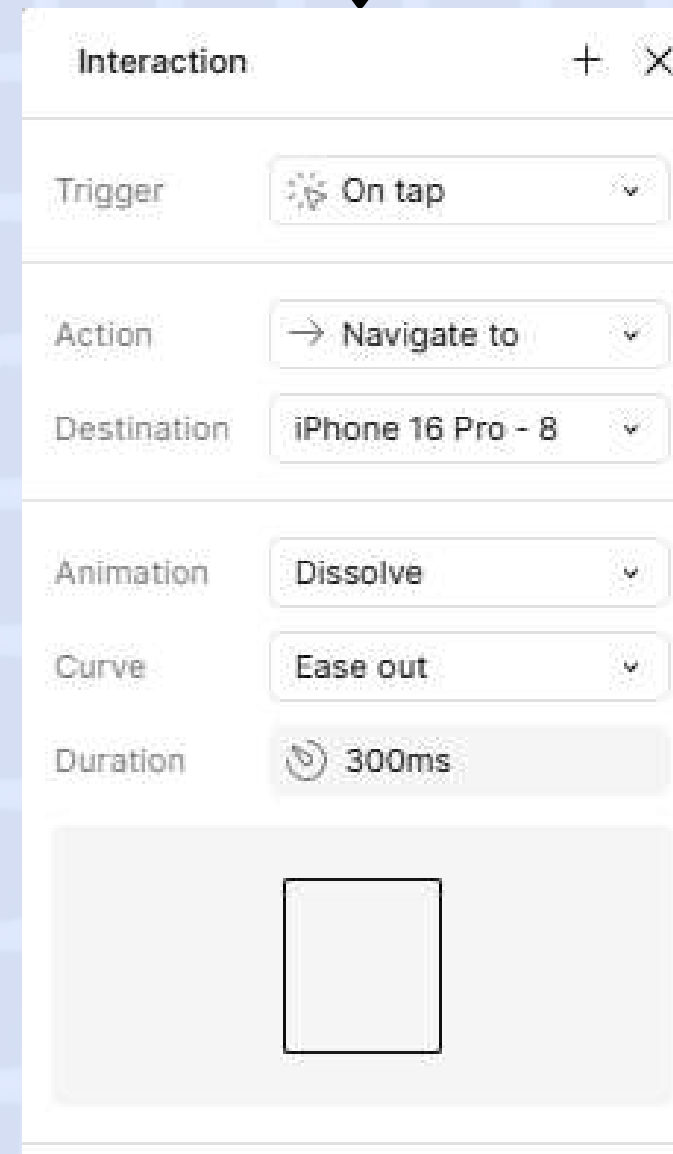 Interaction
Trigger On tap
Action Navigate to
Destination iPhone 16 Pro - 8
Animation Dissolve
Curve Ease out
Duration 300ms